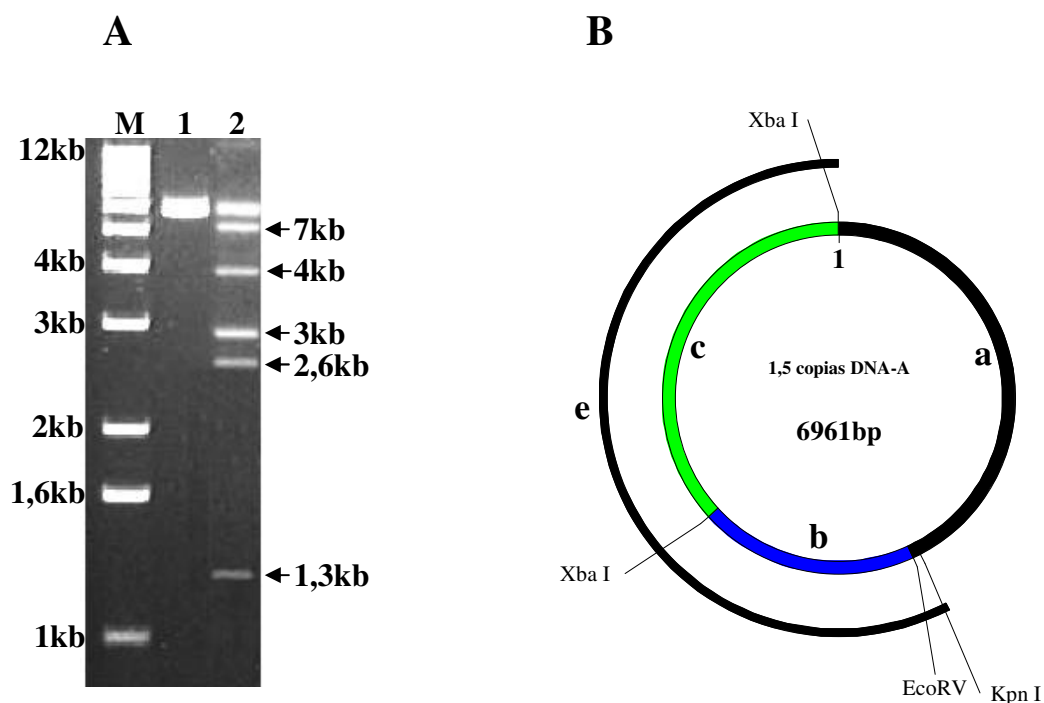 A
B
M 1 2
12kb
4kb
3kb
2kb
1,6kb
1kb
7kb
4kb
3kb
2,6kb
1,3kb
Xba I
1
c
a
1,5 copias DNA-A
e
6961bp
b
Xba I
EcoRV
Kpn I